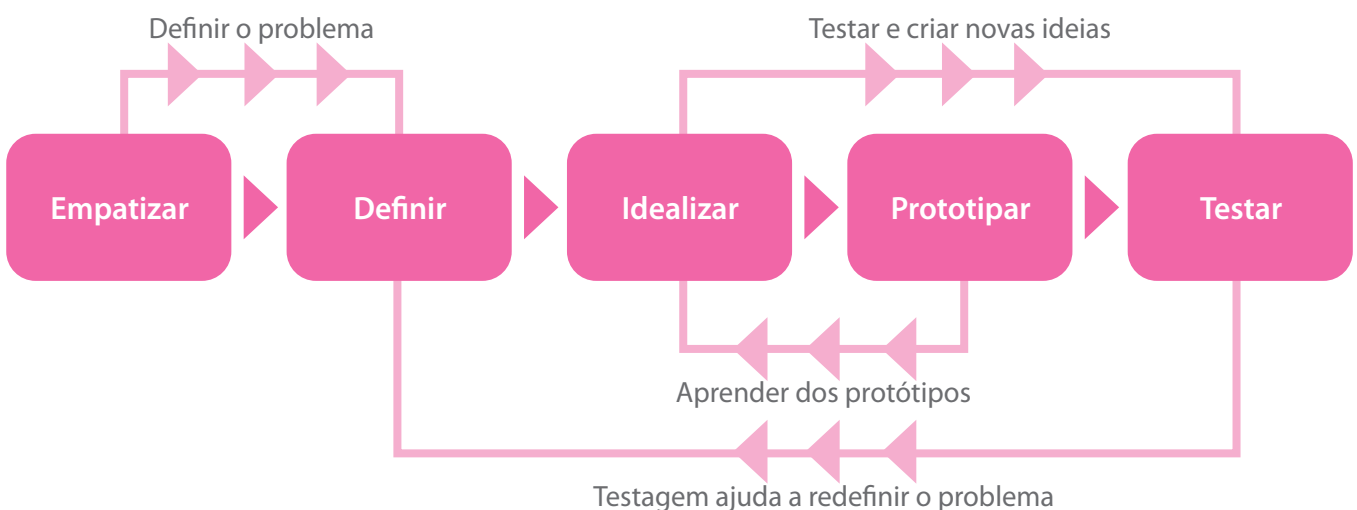 Definir o problema
Testar e criar novas ideias
Empatizar
Definir
Idealizar
Prototipar
Testar
Aprender dos protótipos
Testagem ajuda a redefinir o problema